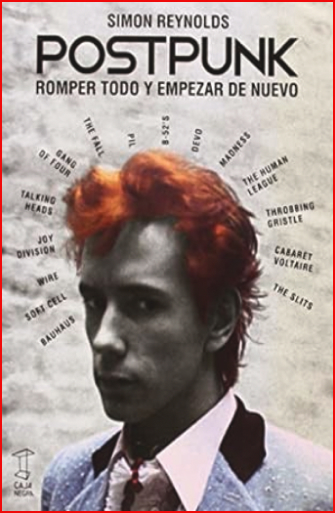 SIMON REYNOLDS
POSTPUNK
ROMPER TODO Y EMPEZAR DE NUEVO
BAUHAUS
SOFT CELL
WIRE
JOY
DIVISION
TALKING
HEADS
GANG
OF FOUR
THE FALL
PIL
B-52'S
DEVO
MADNESS
THE HUMAN
LEAGUE
THROBBING
GRISTLE
CABARET
VOLTAIRE
THE SLITS
CAJA
NEGRA